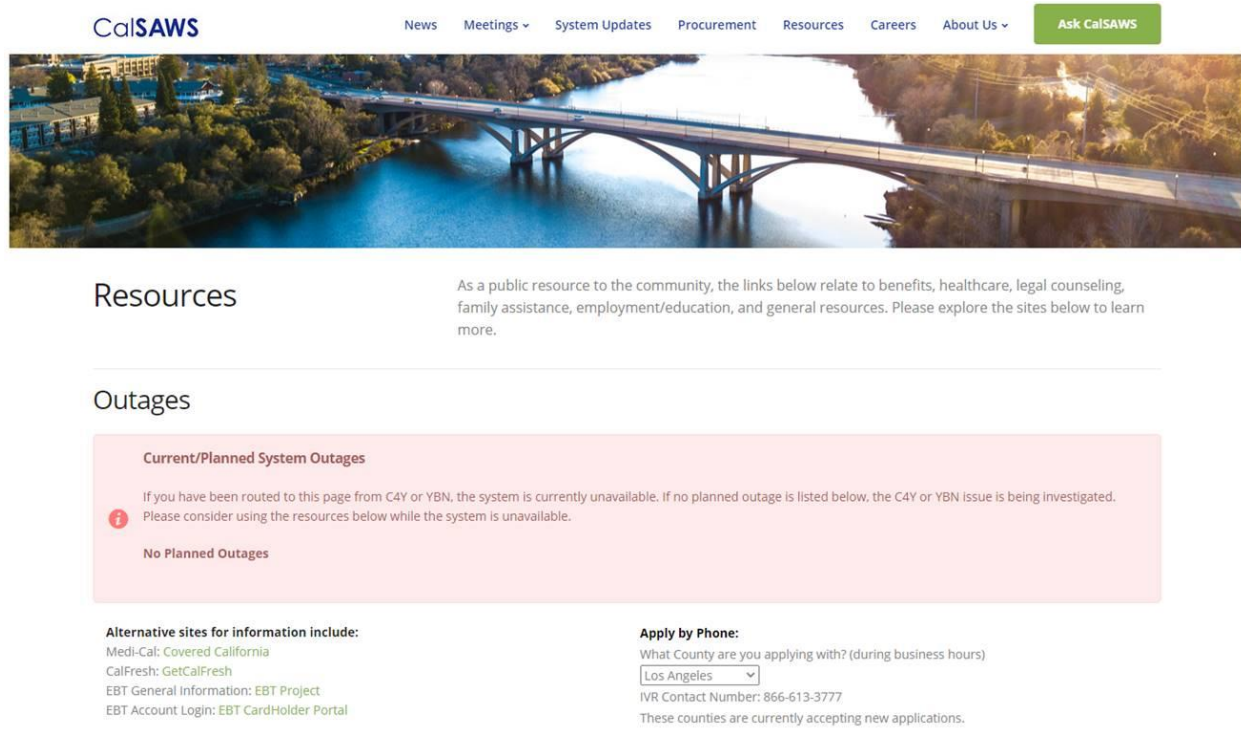 CalSAWS
News Meetings System Updates Procurement Resources Careers About Us Ask CalSAWS
Resources
As a public resource to the community, the links below relate to benefits, healthcare, legal counseling,
family assistance, employment/education, and general resources. Please explore the sites below to learn
more.
Outages
Current/Planned System Outages
If you have been routed to this page from C4Y or YBN, the system is currently unavailable. If no planned outage is listed below, the C4Y or YBN issue is being investigated.
Please consider using the resources below while the system is unavailable.
No Planned Outages
Alternative sites for information include:
Medi-Cal: Covered California
CalFresh: GetCalFresh
EBT General Information: EBT Project
EBT Account Login: EBT CardHolder Portal
Apply by Phone:
What County are you applying with? (during business hours)
Los Angeles
IVR Contact Number: 866-613-3777
These counties are currently accepting new applications.